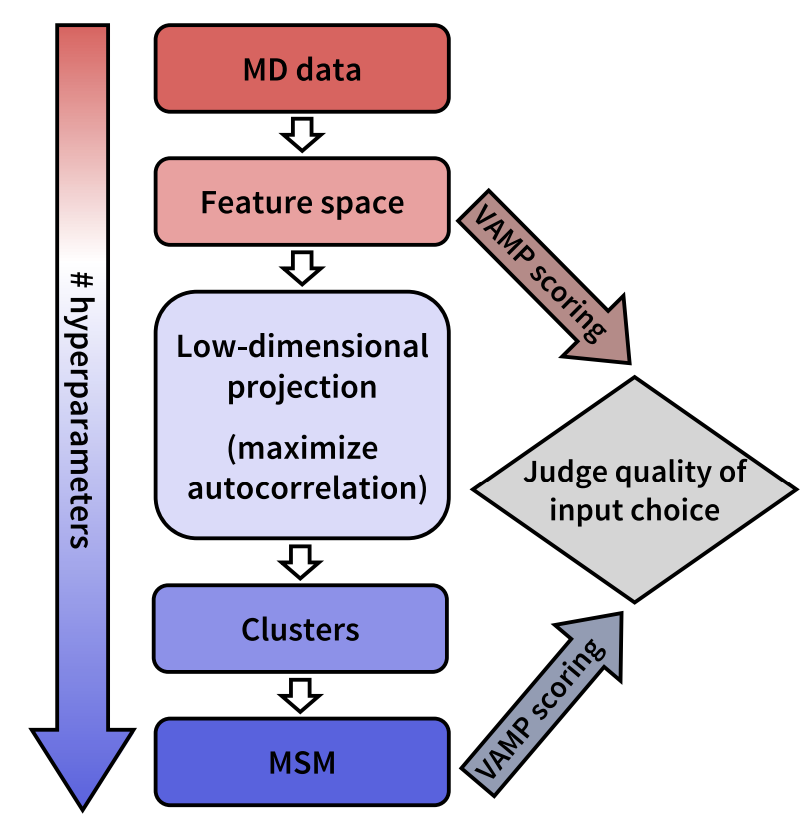 MD data
Feature space
VAMP scoring
# hyperparameters
Low-dimensional
projection
(maximize
autocorrelation)
Judge quality of
input choice
Clusters
VAMP scoring
MSM